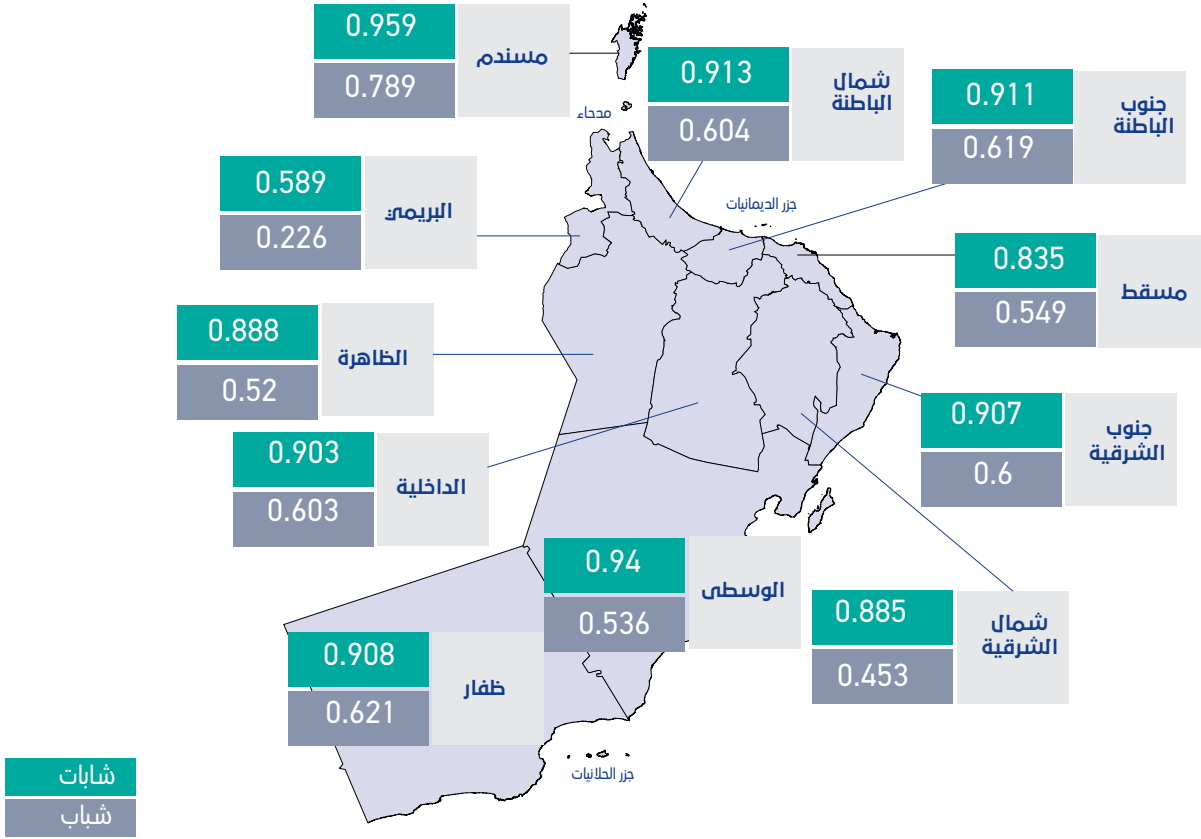 مسندم
0.959
0.789
شمال
الباطنة
0.913
0.604
جنوب
الباطنة
0.911
0.619
مدحاء
البريمي
0.589
0.226
جزر الديمانيات
مسقط
0.835
0.549
الظاهرة
0.888
0.52
جنوب
الشرقية
0.907
0.6
الداخلية
0.903
0.603
الوسطى
0.94
0.536
شمال
الشرقية
0.885
0.453
ظفار
0.908
0.621
جزر الحلانيات
شابات
شباب